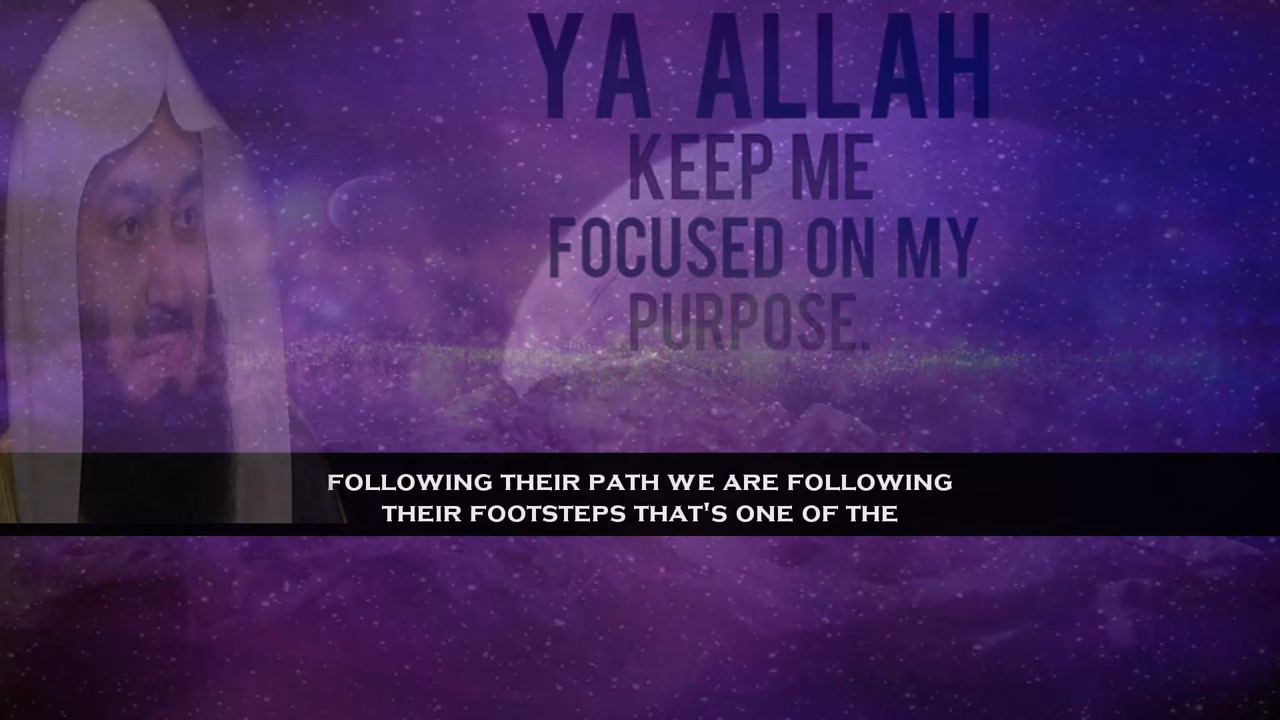 YA ALLAH
KEEP ME
FOCUSED ON MY
PURPOSE.
FOLLOWING THEIR PATH WE ARE FOLLOWING
THEIR FOOTSTEPS THAT'S ONE OF THE